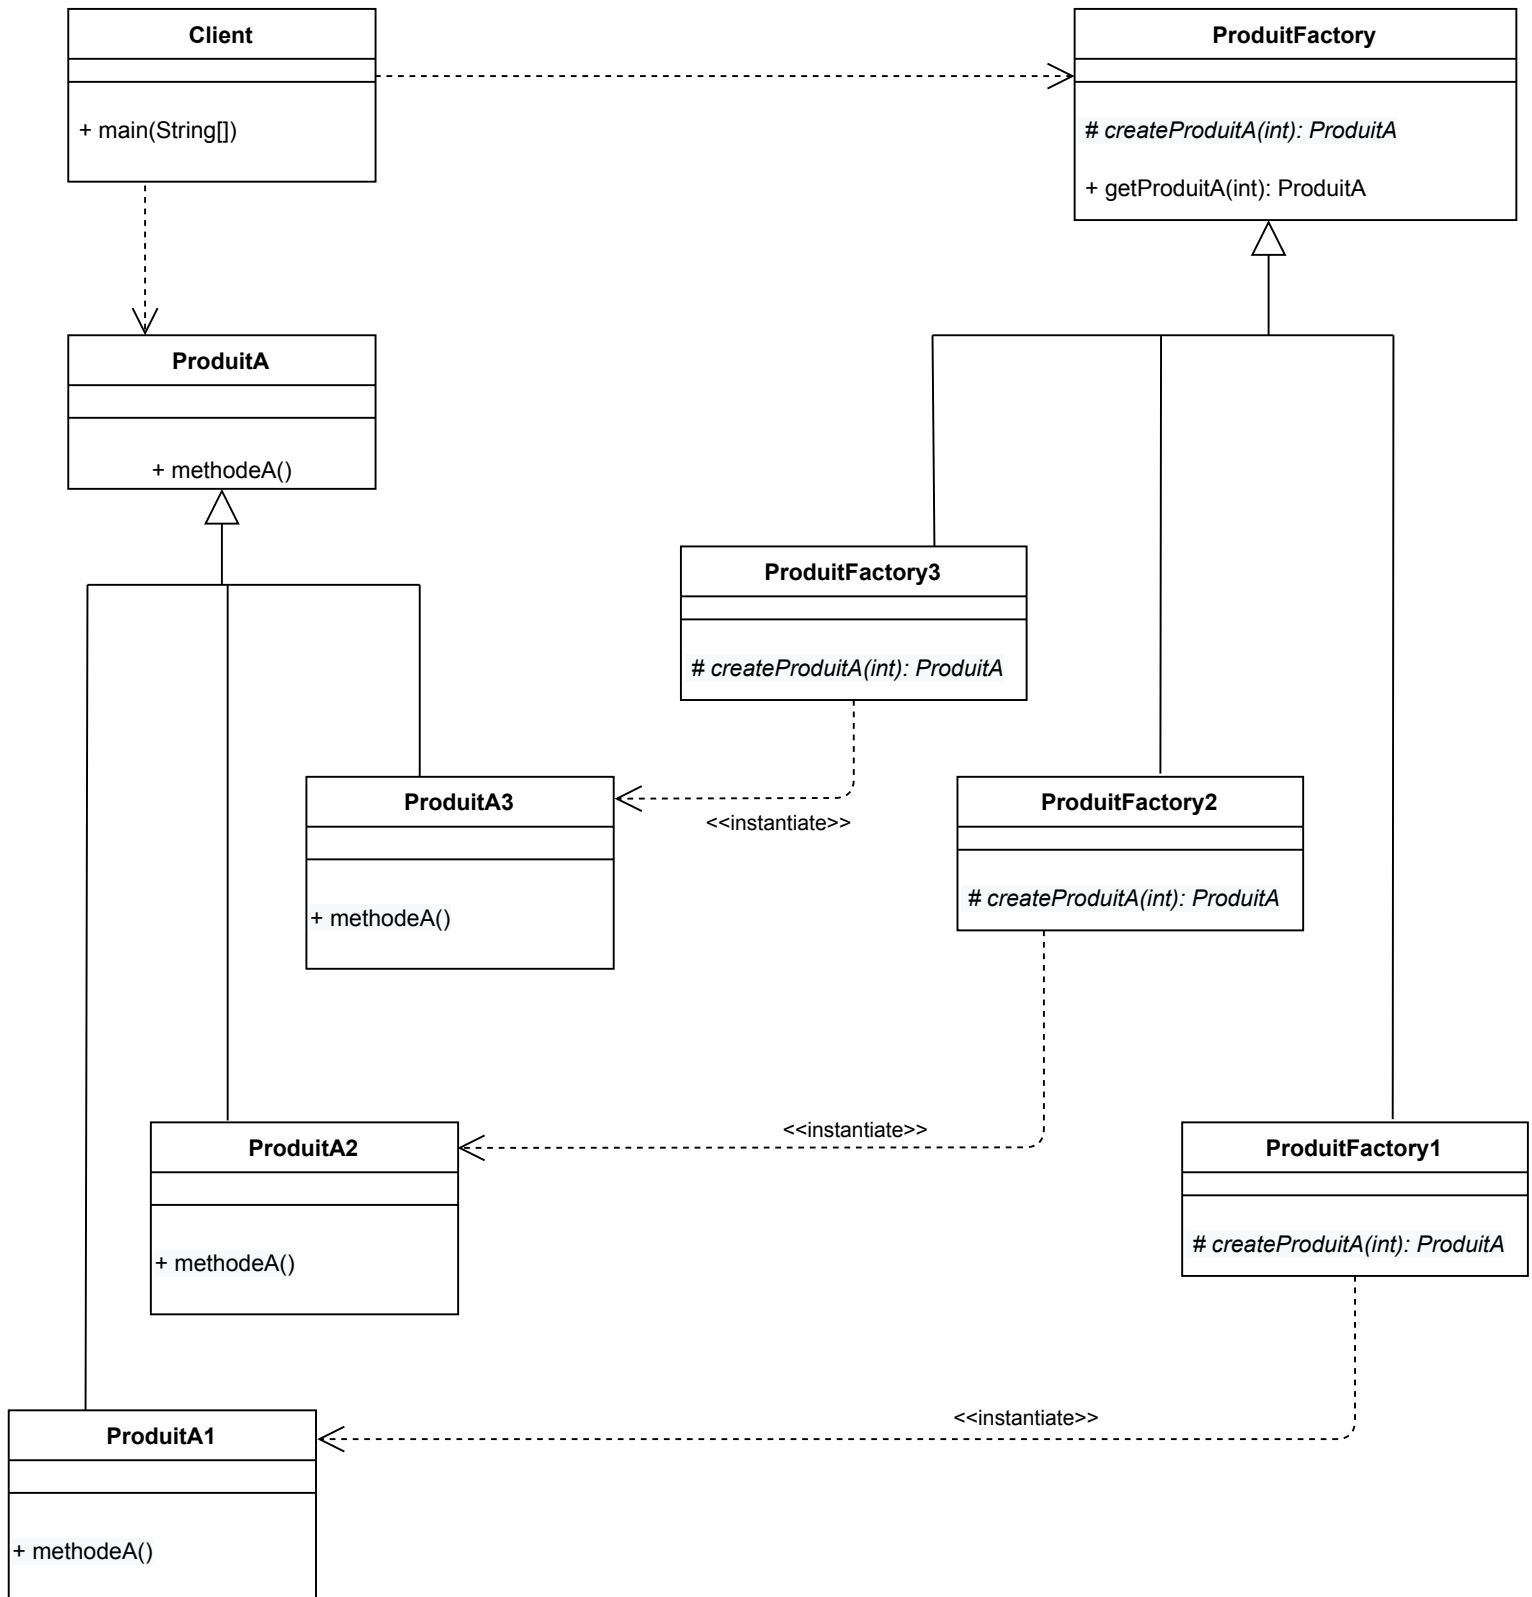 Client
+ main(String[])
ProduitFactory
# createProduitA(int): ProduitA
+ getProduitA(int): ProduitA
ProduitA
+ methodeA()
ProduitFactory3
# createProduitA(int): ProduitA
<<instantiate>>
ProduitA3
+ methodeA()
ProduitFactory2
# createProduitA(int): ProduitA
<<instantiate>>
ProduitA2
+ methodeA()
ProduitFactory1
# createProduitA(int): ProduitA
<<instantiate>>
ProduitA1
+ methodeA()